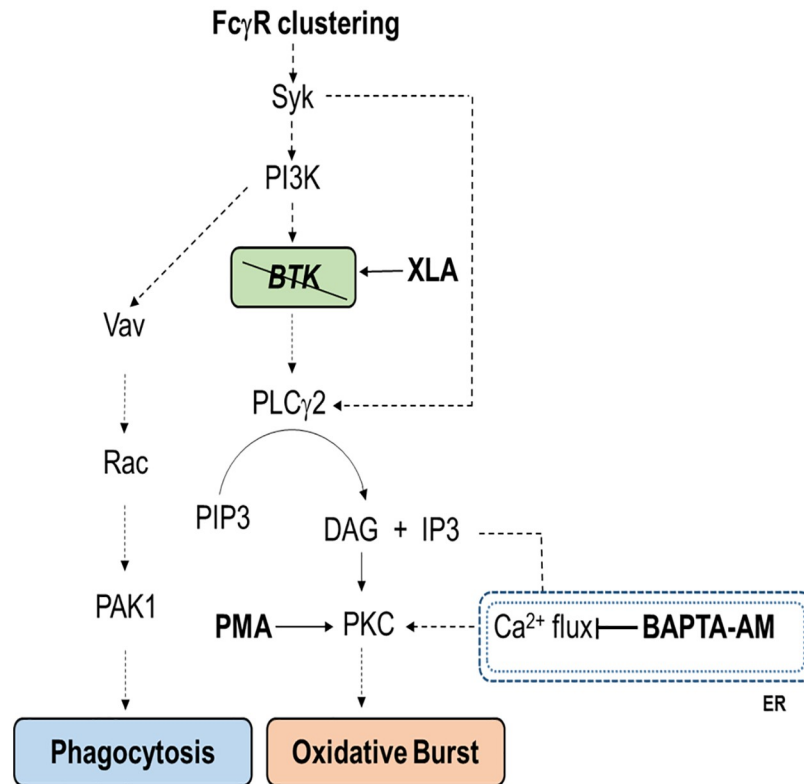 FcγR clustering
Syk
PI3K
BTK
XLA
Vav
PLCγ2
Rac
PIP3
DAG + IP3
PAK1
PMA
PKC
Ca²⁺ flux
BAPTA-AM
ER
Phagocytosis
Oxidative Burst